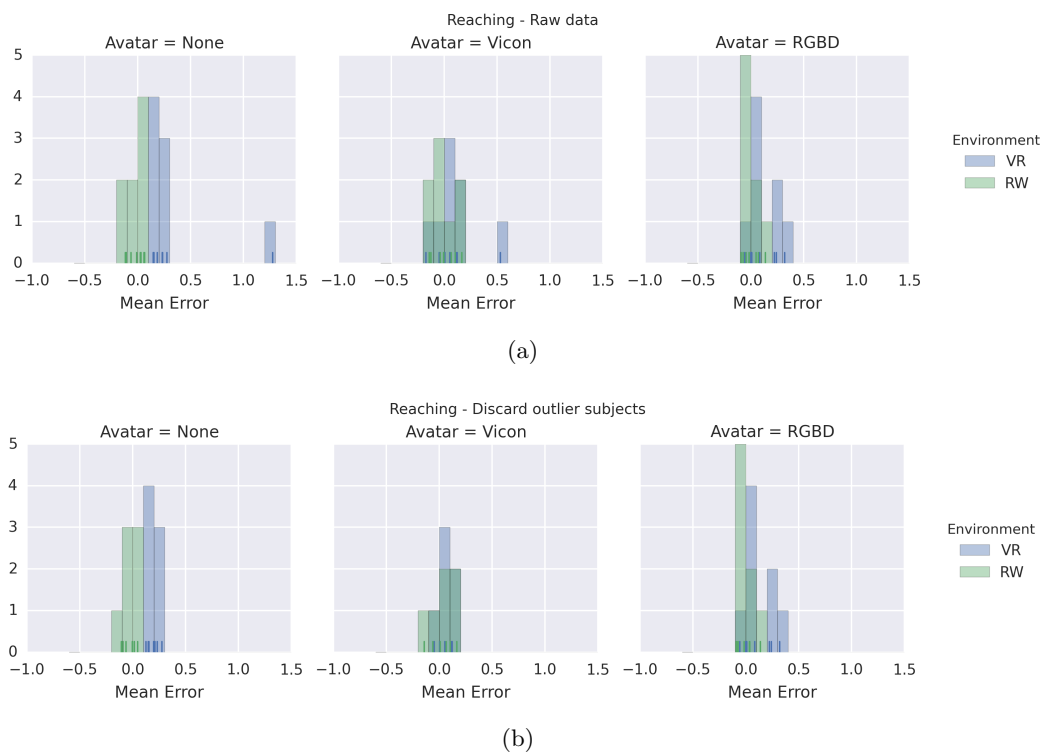 Reaching - Raw data
Avatar = None Avatar = Vicon Avatar = RGBD
5
4
3
2
1
0
Environment
VR
RW
−1.0 −0.5 0.0 0.5 1.0 1.5 −1.0 −0.5 0.0 0.5 1.0 1.5 −1.0 −0.5 0.0 0.5 1.0 1.5
Mean Error Mean Error Mean Error
(a)
Reaching - Discard outlier subjects
Avatar = None Avatar = Vicon Avatar = RGBD
5
4
3
2
1
0
Environment
VR
RW
−1.0 −0.5 0.0 0.5 1.0 1.5 −1.0 −0.5 0.0 0.5 1.0 1.5 −1.0 −0.5 0.0 0.5 1.0 1.5
Mean Error Mean Error Mean Error
(b)